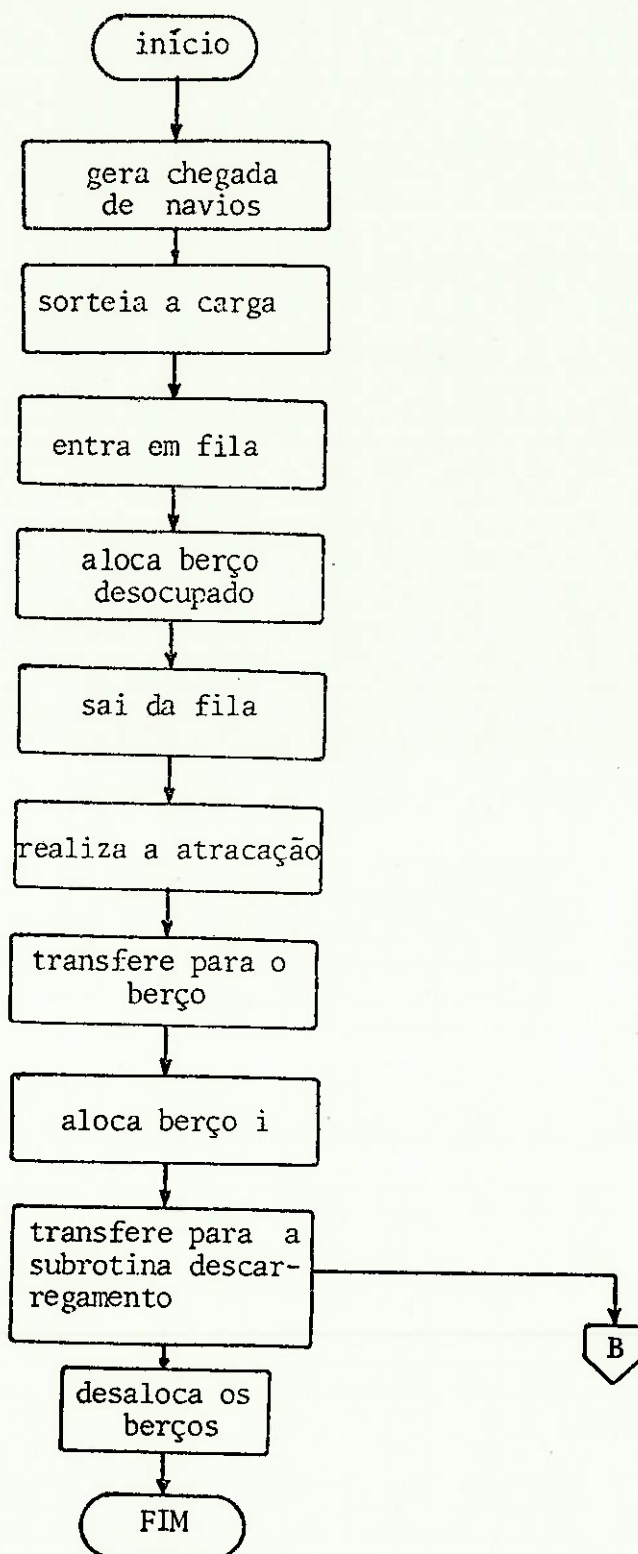 início
gera chegada
de navios
sorteia a carga
entra em fila
aloca berço
desocupado
sai da fila
realiza a atracação
transfere para o
berço
aloca berço i
transfere para a
subrotina descar-
regamento
B
desaloca os
berços
FIM